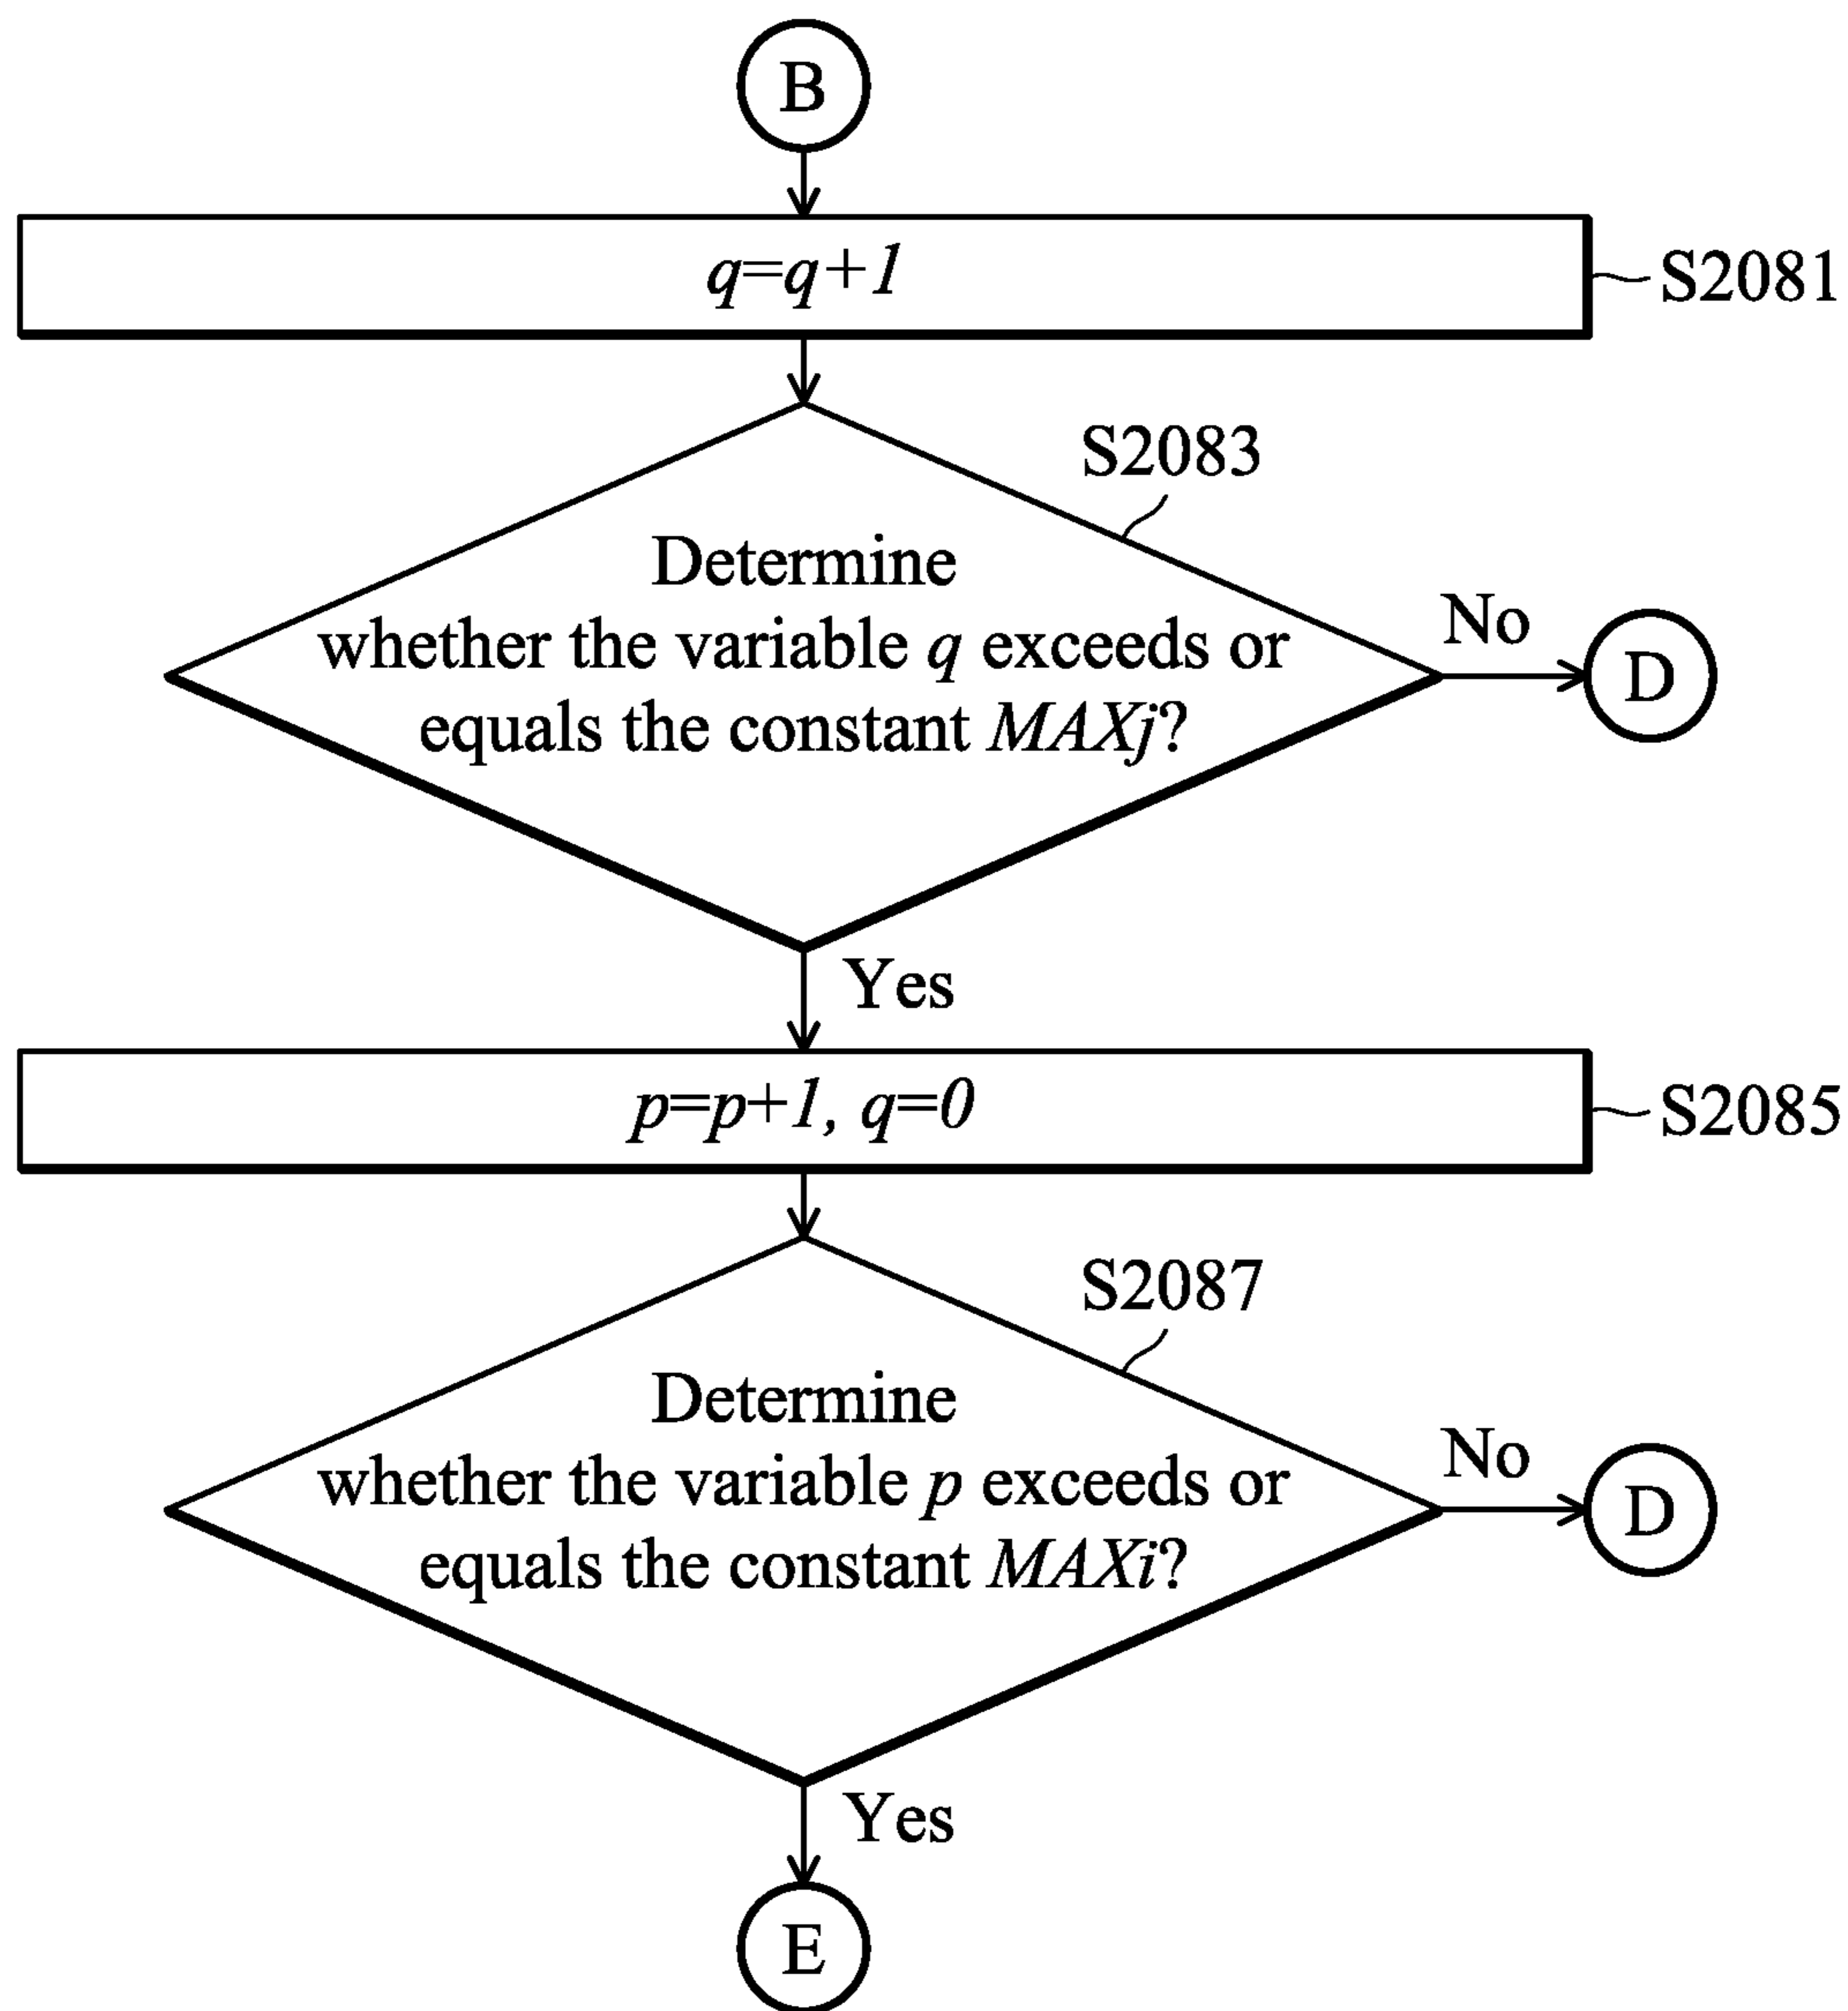 B
q=q+1
S2081
S2083
Determine
whether the variable q exceeds or
equals the constant MAXj?
No
D
Yes
p=p+1, q=0
S2085
S2087
Determine
whether the variable p exceeds or
equals the constant MAXi?
No
D
Yes
E